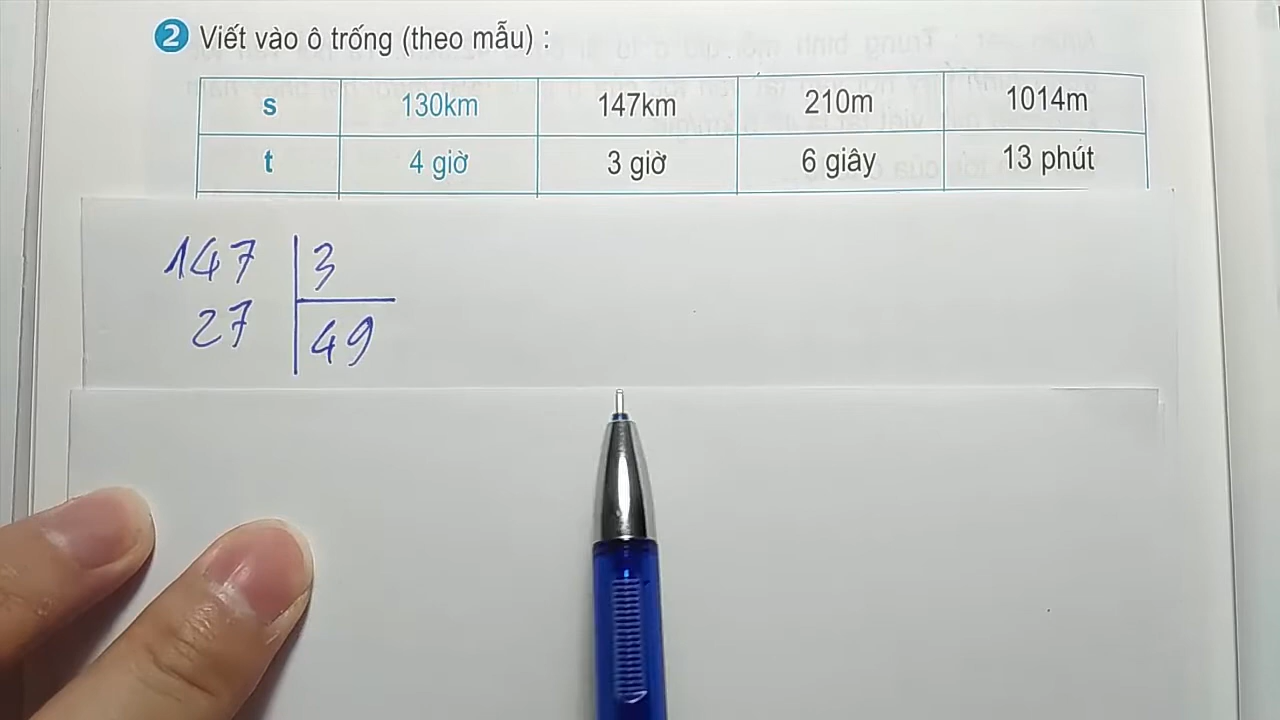 2 Viết vào ô trống (theo mẫu) :
s 130km 147km 210m 1014m
t 4 giờ 3 giờ 6 giây 13 phút
147 3
27 49